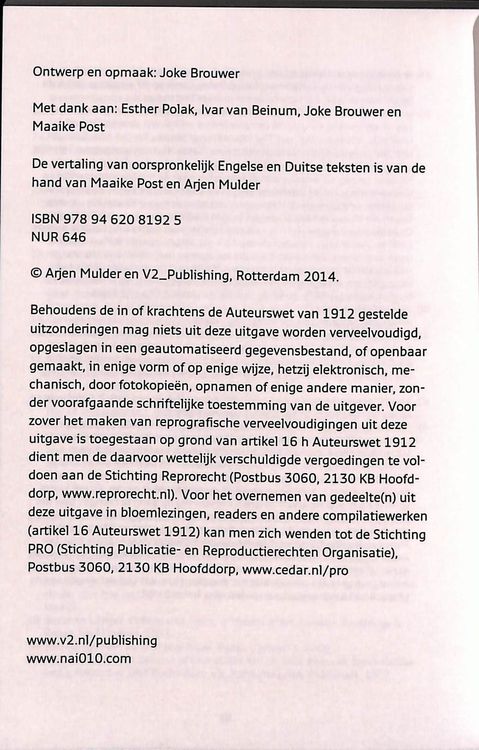 Ontwerp en opmaak: Joke Brouwer
Met dank aan: Esther Polak, Ivar van Beinum, Joke Brouwer en
Maaike Post
De vertaling van oorspronkelijk Engelse en Duitse teksten is van de
hand van Maaike Post en Arjen Mulder
ISBN 978 94 620 8192 5
NUR 646
© Arjen Mulder en V2_Publishing, Rotterdam 2014.
Behoudens de in of krachtens de Auteurswet van 1912 gestelde
uitzonderingen mag niets uit deze uitgave worden verveelvoudigd,
opgeslagen in een geautomatiseerd gegevensbestand, of openbaar
gemaakt, in enige vorm of op enige wijze, hetzij elektronisch, me-
chanisch, door fotokopieën, opnamen of enige andere manier, zon-
der voorafgaande schriftelijke toestemming van de uitgever. Voor
zover het maken van reprografische verveelvoudigingen uit deze
uitgave is toegestaan op grond van artikel 16 h Auteurswet 1912
dient men de daarvoor wettelijk verschuldigde vergoedingen te vol-
doen aan de Stichting Reprorecht (Postbus 3060, 2130 KB Hoofd-
dorp, www.reprorecht.nl). Voor het overnemen van gedeelte(n) uit
deze uitgave in bloemlezingen, readers en andere compilatiewerken
(artikel 16 Auteurswet 1912) kan men zich wenden tot de Stichting
PRO (Stichting Publicatie- en Reproductierechten Organisatie),
Postbus 3060, 2130 KB Hoofddorp, www.cedar.nl/pro
www.v2.nl/publishing
www.nai010.com